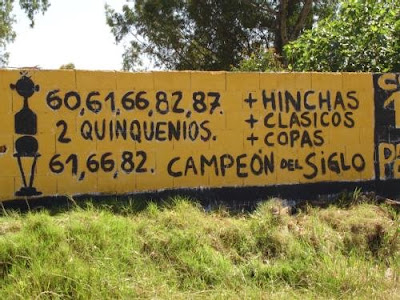 60,61,66,82,87.
2 QUINQUENIOS.
61,66,82.
+HINCHAS
+CLASICOS
+COPAS
CAMPEÓN DEL SIGLO